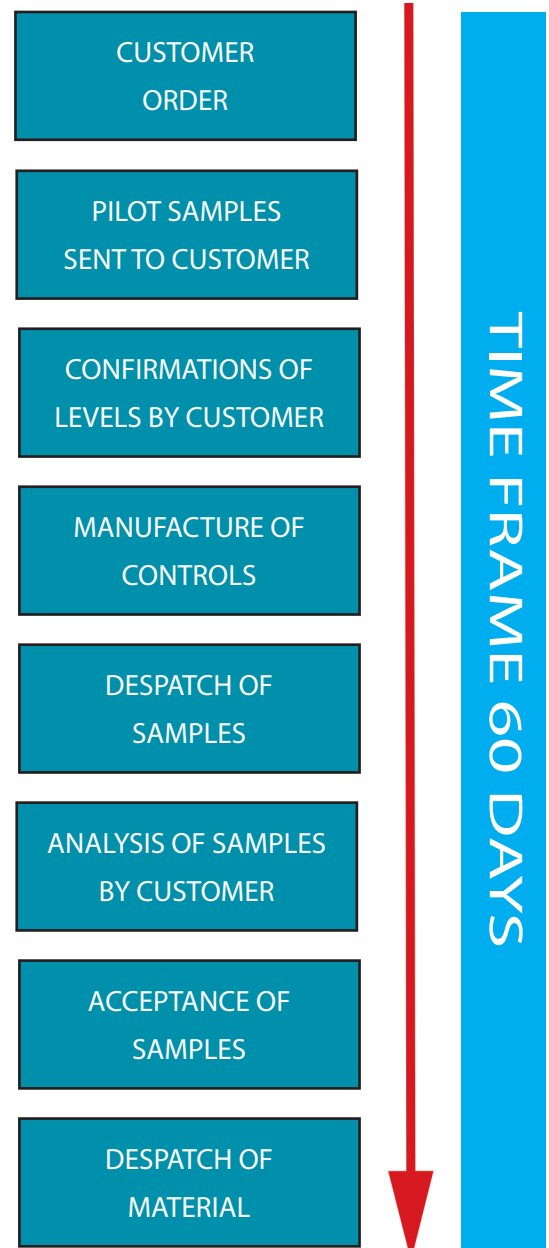 CUSTOMER
ORDER
PILOT SAMPLES
SENT TO CUSTOMER
CONFIRMATIONS OF
LEVELS BY CUSTOMER
MANUFACTURE OF
CONTROLS
DESPATCH OF
SAMPLES
ANALYSIS OF SAMPLES
BY CUSTOMER
ACCEPTANCE OF
SAMPLES
DESPATCH OF
MATERIAL
TIME FRAME 60 DAYS